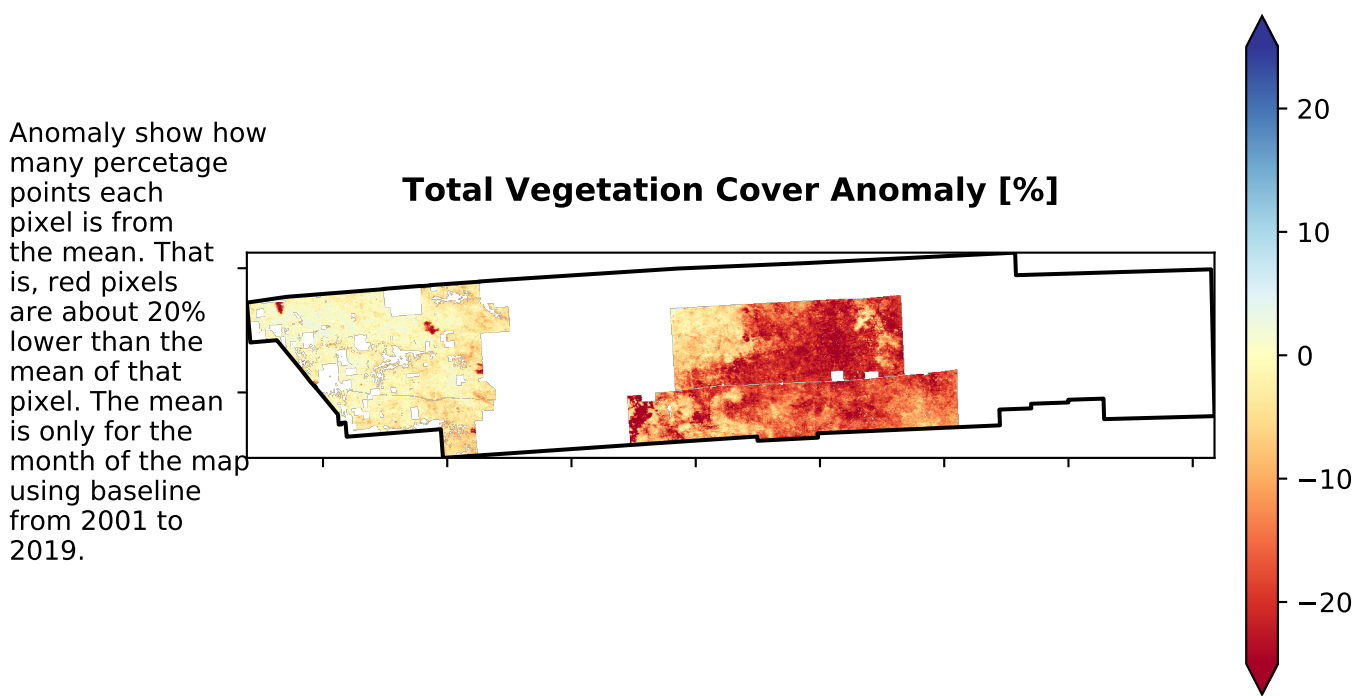 Anomaly show how
many percetage
points each
pixel is from
the mean. That
is, red pixels
are about 20%
lower than the
mean of that
pixel. The mean
is only for the
month of the map
using baseline
from 2001 to
2019.
Total Vegetation Cover Anomaly [%]
20
10
0
−10
−20